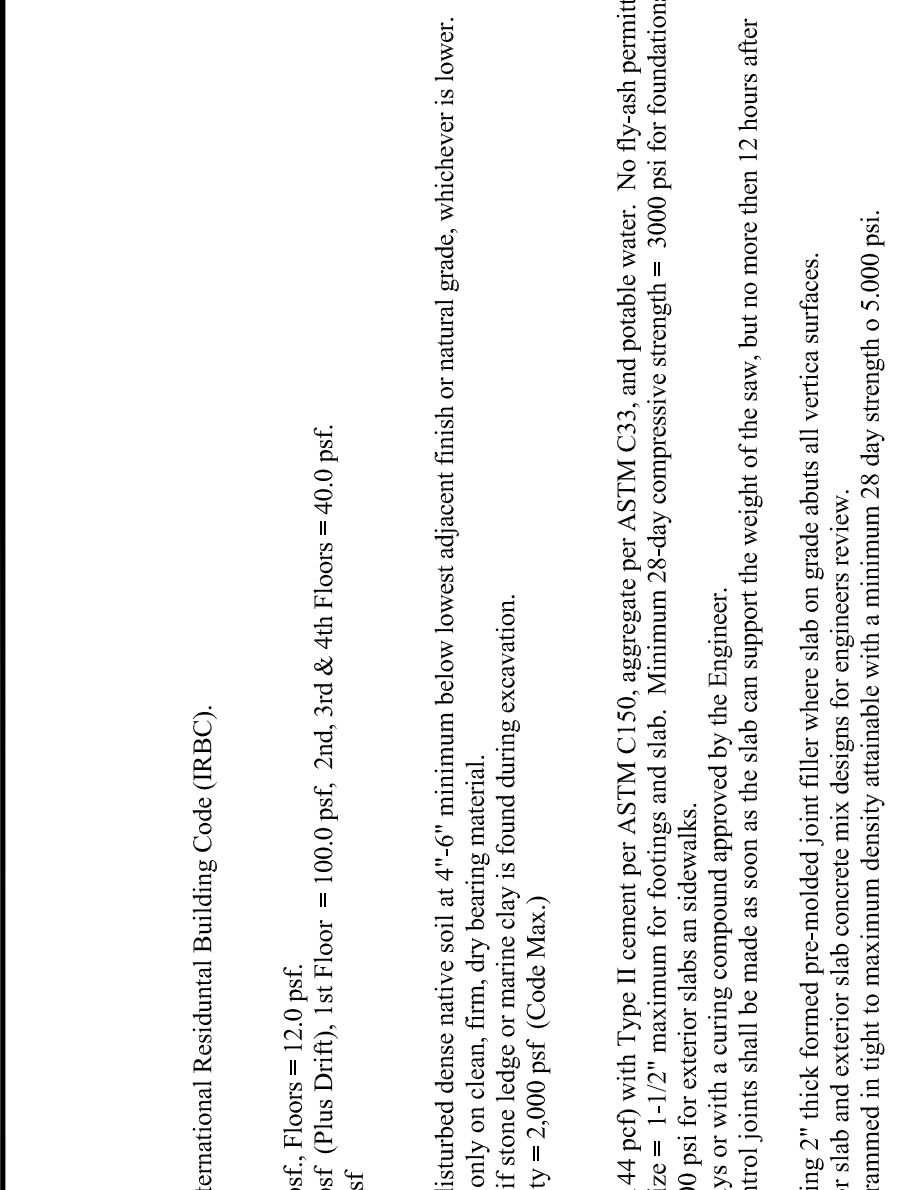 ternational Residuntal Building Code (IRBC).
osf., Floors = 12.0 psf.
osf (Plus Drift), 1st Floor = 100.0 psf, 2nd, 3rd & 4th Floors = 40.0 psf.
sf
listurbed dense native soil at 4"-6" minimum below lowest adjacent finish or natural grade, whichever is lower.
only on clean, firm, dry bearing material.
if stone ledge or marine clay is found during excavation.
ty = 2,000 psf (Code Max.)
44 pcf) with Type II cement per ASTM C150, aggregate per ASTM C33, and potable water. No fly-ash permitt
ize = 1-1/2" maximum for footings and slab. Minimum 28-day compressive strength = 3000 psi for foundations
00 psi for exterior slabs an sidewalks.
ys or with a curing compound approved by the Engineer.
ntrol joints shall be made as soon as the slab can support the weight of the saw, but no more then 12 hours after
ing 2" thick formed pre-molded joint filler where slab on grade abuts all vertica surfaces.
r slab and exterior slab concrete mix designs for engineers review.
rammed in tight to maximum density attainable with a minimum 28 day strength o 5.000 psi.